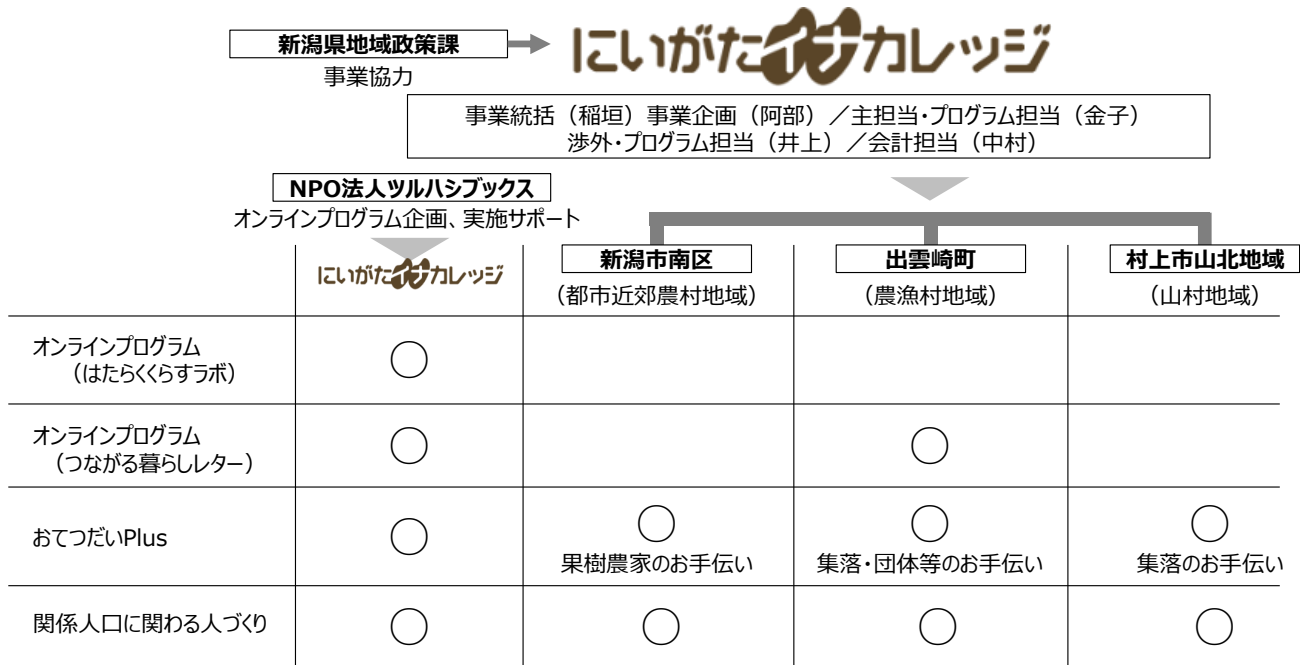 新潟県地域政策課
事業協力
にいがたイナカレッジ
事業統括（稲垣）事業企画（阿部）／主担当・プログラム担当（金子）
渉外・プログラム担当（井上）／会計担当（中村）
NPO法人ツルハシブックス
オンラインプログラム企画、実施サポート
にいがたイナカレッジ
新潟市南区
（都市近郊農村地域）
出雲崎町
（農漁村地域）
村上市山北地域
（山村地域）
オンラインプログラム
（はたらくくらすラボ）
○
オンラインプログラム
（つながる暮らしレター）
○ ○
おてつだいPlus
○ ○ ○ ○
果樹農家のお手伝い 集落・団体等のお手伝い 集落のお手伝い
関係人口に関わる人づくり
○ ○ ○ ○